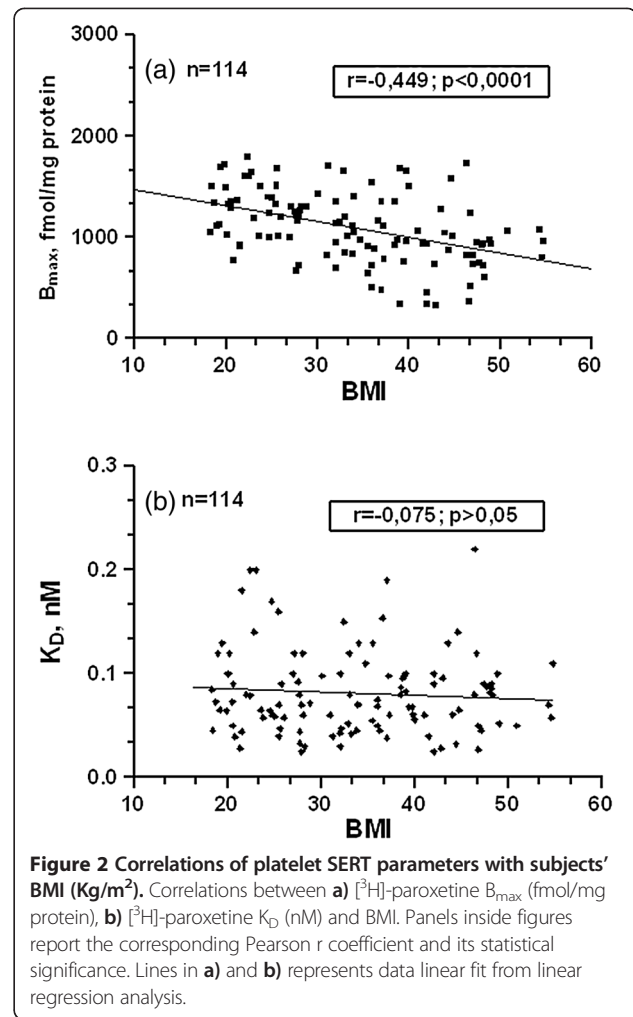 3000
(a) n=114
r=-0,449; p<0,0001
2000
1000
0
Bmax, fmol/mg protein
10 20 30 40 50 60
BMI
0.3
(b) n=114
r=-0,075; p>0,05
0.2
0.1
0.0
KD, nM
10 20 30 40 50 60
BMI
Figure 2 Correlations of platelet SERT parameters with subjects'
BMI (Kg/m²). Correlations between a) [³H]-paroxetine Bmax (fmol/mg
protein), b) [³H]-paroxetine KD (nM) and BMI. Panels inside figures
report the corresponding Pearson r coefficient and its statistical
significance. Lines in a) and b) represents data linear fit from linear
regression analysis.